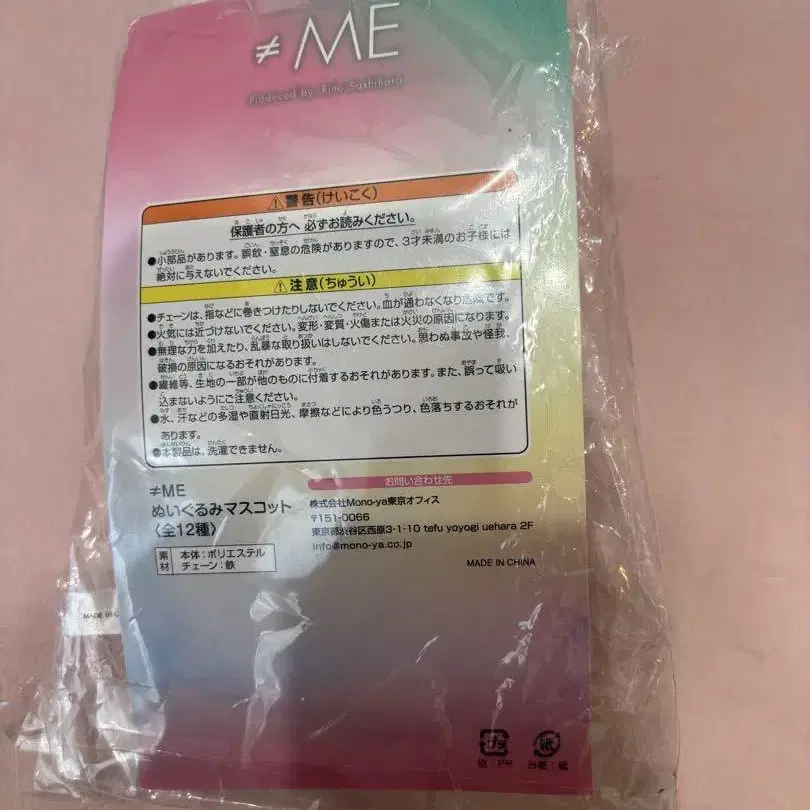 ≠ME
Produced by Rino Sashihara
⚠警告(けいこく)
保護者の方へ 必ずお読みください。
●小部品があります。誤飲・窒息の危険がありますので、3才未満のお子様には
絶対に与えないでください。
⚠注意(ちゅうい)
●チェーンは、指などに巻きつけたりしないでください。血が通わなくなり危険です。
●火気には近づけないでください。変形・変質・火傷または火災の原因になります。
●無理な力を加えたり、乱暴な取り扱いはしないでください。思わぬ事故や怪我、
破損の原因になるおそれがあります。
●繊維等、生地の一部が他のものに付着するおそれがあります。また、誤って吸い
込まないようにご注意ください。
●水、汗などの多湿や直射日光、摩擦などにより色うつり、色落ちするおそれが
あります。
●本製品は、洗濯できません。
≠ME
ぬいぐるみマスコット
〈全12種〉
素材 本体:ポリエステル
チェーン:鉄
お問い合わせ先
株式会社Mono-ya東京オフィス
〒151-0066
東京都渋谷区西原3-1-10 tefu yoyogi uehara 2F
info@mono-ya.co.jp
MADE IN CHINA
MADE IN C
プラ
袋:PP
紙
台紙:紙